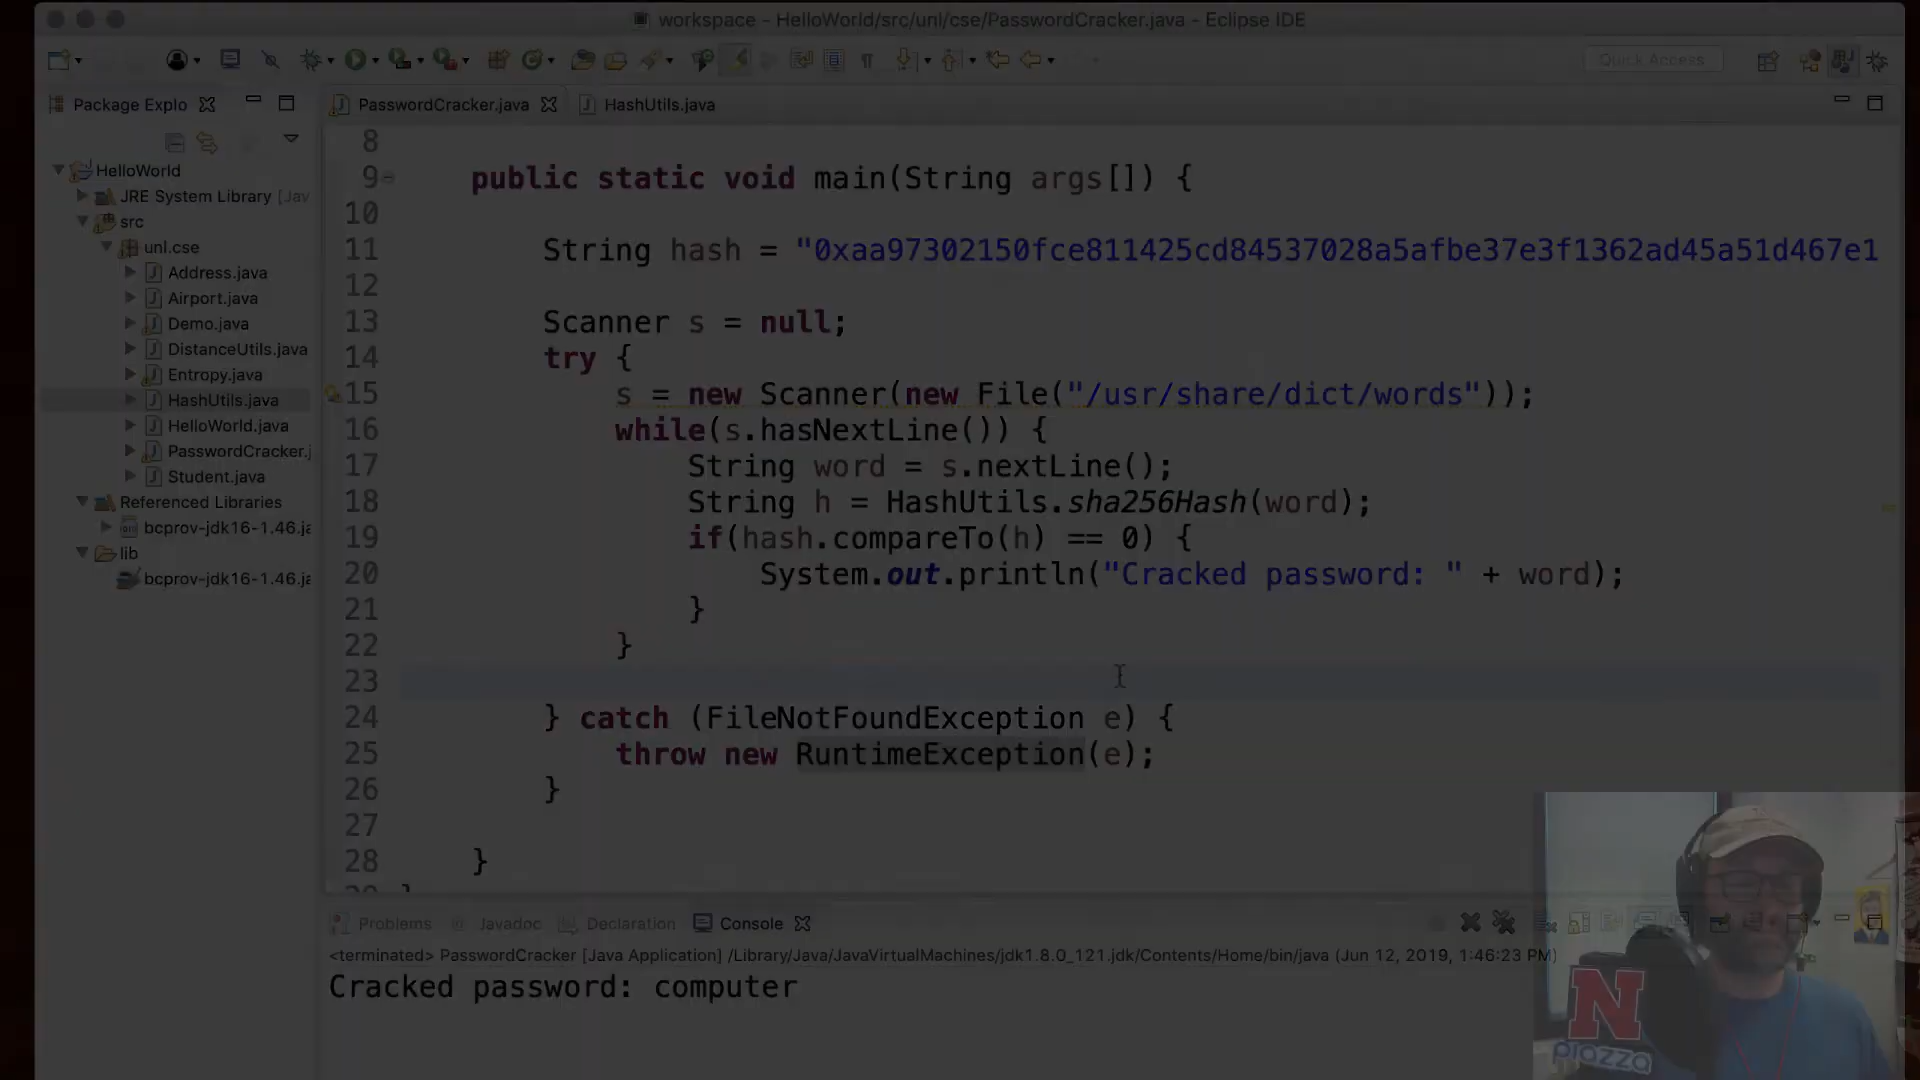 workspace - HelloWorld/src/unl/cse/PasswordCracker.java - Eclipse IDE
Quick Access
Package Explo
PasswordCracker.java
HashUtils.java
HelloWorld
JRE System Library [Jav
src
unl.cse
Address.java
Airport.java
Demo.java
DistanceUtils.java
Entropy.java
HashUtils.java
HelloWorld.java
PasswordCracker.j
Student.java
Referenced Libraries
bcprov-jdk16-1.46.ja
lib
bcprov-jdk16-1.46.ja
8
9 public static void main(String args[]) {
10
11 String hash = "0xaa97302150fce811425cd84537028a5afbe37e3f1362ad45a51d467e1
12
13 Scanner s = null;
14 try {
15 s = new Scanner(new File("/usr/share/dict/words"));
16 while(s.hasNextLine()) {
17 String word = s.nextLine();
18 String h = HashUtils.sha256Hash(word);
19 if(hash.compareTo(h) == 0) {
20 System.out.println("Cracked password: " + word);
21 }
22 }
23
24 } catch (FileNotFoundException e) {
25 throw new RuntimeException(e);
26 }
27
28 }
Problems
Javadoc
Declaration
Console
<terminated> PasswordCracker [Java Application] /Library/Java/JavaVirtualMachines/jdk1.8.0_121.jdk/Contents/Home/bin/java (Jun 12, 2019, 1:46:23 PM)
Cracked password: computer
N
piazza